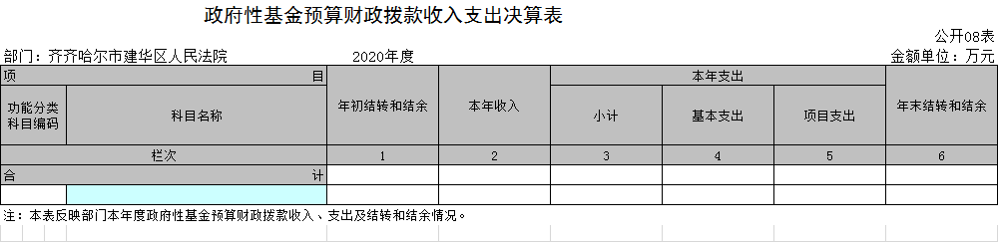 政府性基金预算财政拨款收入支出决算表
公开08表
部门：齐齐哈尔市建华区人民法院 2020年度 金额单位：万元
项 目 年初结转和结余 本年收入 本年支出 年末结转和结余
功能分类科目编码 科目名称 小计 基本支出 项目支出
栏次 1 2 3 4 5 6
合 计
注：本表反映部门本年度政府性基金预算财政拨款收入、支出及结转和结余情况。